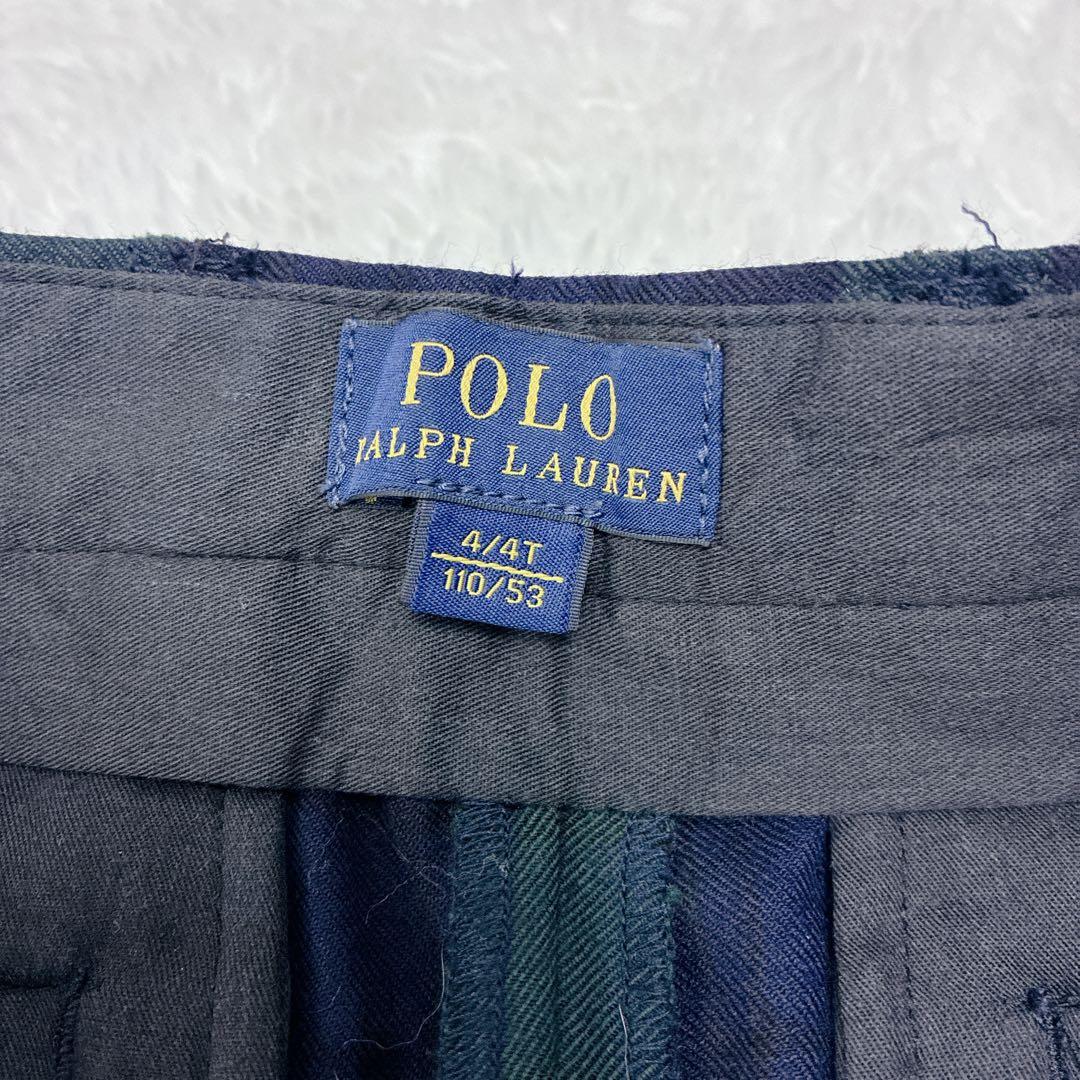 POLO
RALPH LAUREN
4/4T
110/53